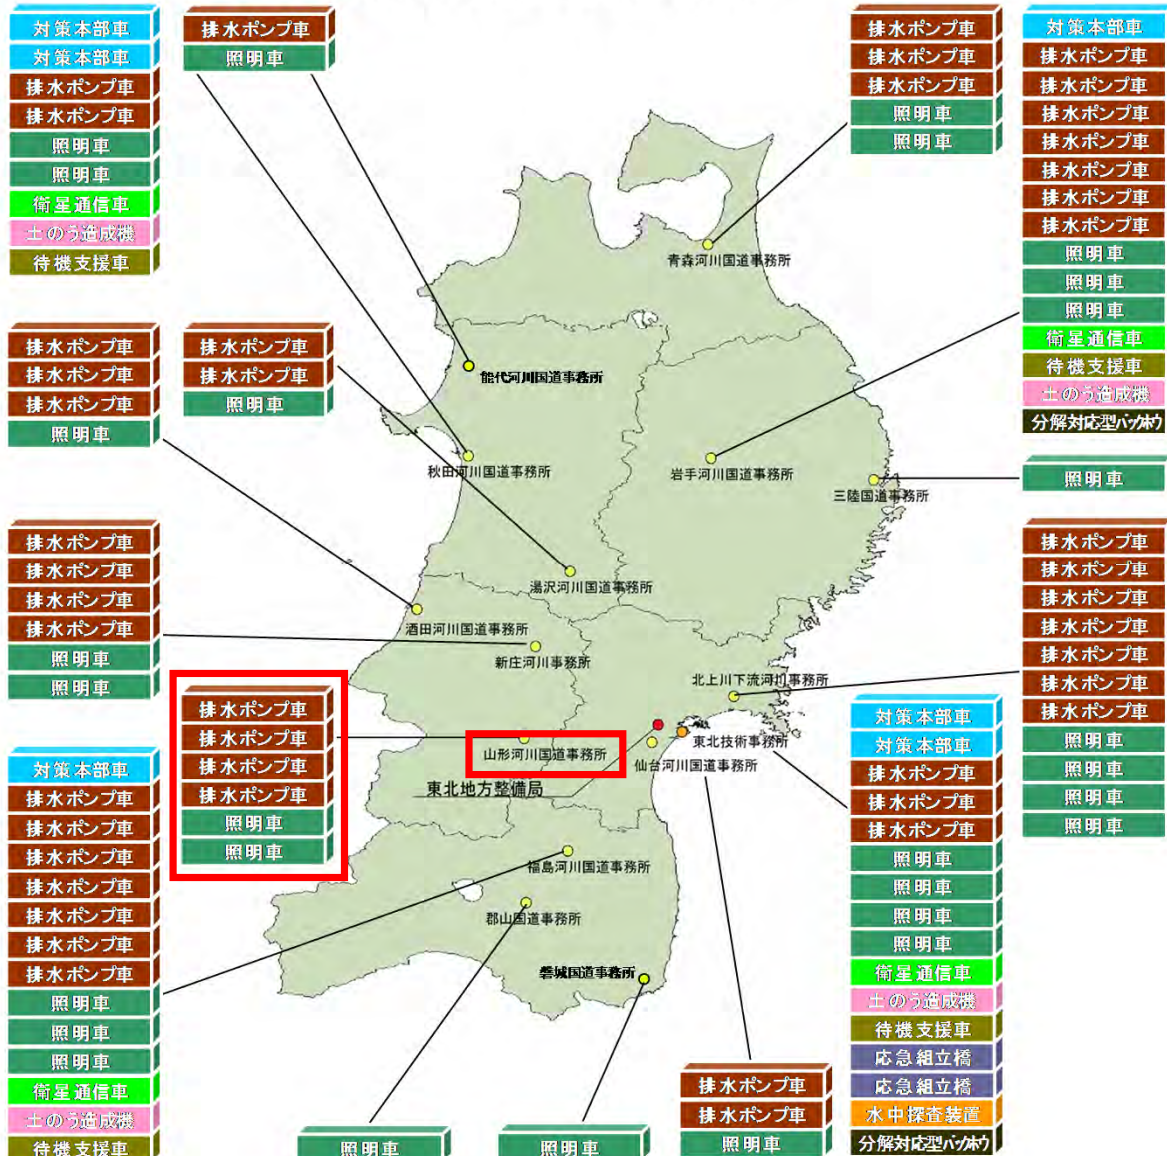 対策本部車
対策本部車
排水ポンプ車
排水ポンプ車
照明車
照明車
衛星通信車
土のう造成機
待機支援車
排水ポンプ車
照明車
排水ポンプ車
排水ポンプ車
排水ポンプ車
照明車
照明車
対策本部車
排水ポンプ車
排水ポンプ車
排水ポンプ車
排水ポンプ車
排水ポンプ車
排水ポンプ車
排水ポンプ車
照明車
照明車
照明車
衛星通信車
待機支援車
土のう造成機
分解対応型バックホウ
排水ポンプ車
排水ポンプ車
排水ポンプ車
照明車
排水ポンプ車
排水ポンプ車
照明車
照明車
排水ポンプ車
排水ポンプ車
排水ポンプ車
排水ポンプ車
照明車
照明車
排水ポンプ車
排水ポンプ車
排水ポンプ車
排水ポンプ車
照明車
照明車
排水ポンプ車
排水ポンプ車
排水ポンプ車
排水ポンプ車
排水ポンプ車
排水ポンプ車
排水ポンプ車
照明車
照明車
照明車
照明車
青森河川国道事務所
能代河川国道事務所
秋田河川国道事務所
岩手河川国道事務所
三陸国道事務所
湯沢河川国道事務所
酒田河川国道事務所
新庄河川事務所
北上川下流河川事務所
山形河川国道事務所
東北技術事務所
仙台河川国道事務所
東北地方整備局
福島河川国道事務所
郡山国道事務所
磐城国道事務所
対策本部車
排水ポンプ車
排水ポンプ車
排水ポンプ車
排水ポンプ車
排水ポンプ車
排水ポンプ車
排水ポンプ車
照明車
照明車
照明車
衛星通信車
土のう造成機
待機支援車
照明車
照明車
排水ポンプ車
排水ポンプ車
照明車
対策本部車
対策本部車
排水ポンプ車
排水ポンプ車
排水ポンプ車
照明車
照明車
照明車
照明車
衛星通信車
土のう造成機
待機支援車
応急組立橋
応急組立橋
水中探査装置
分解対応型バックホウ